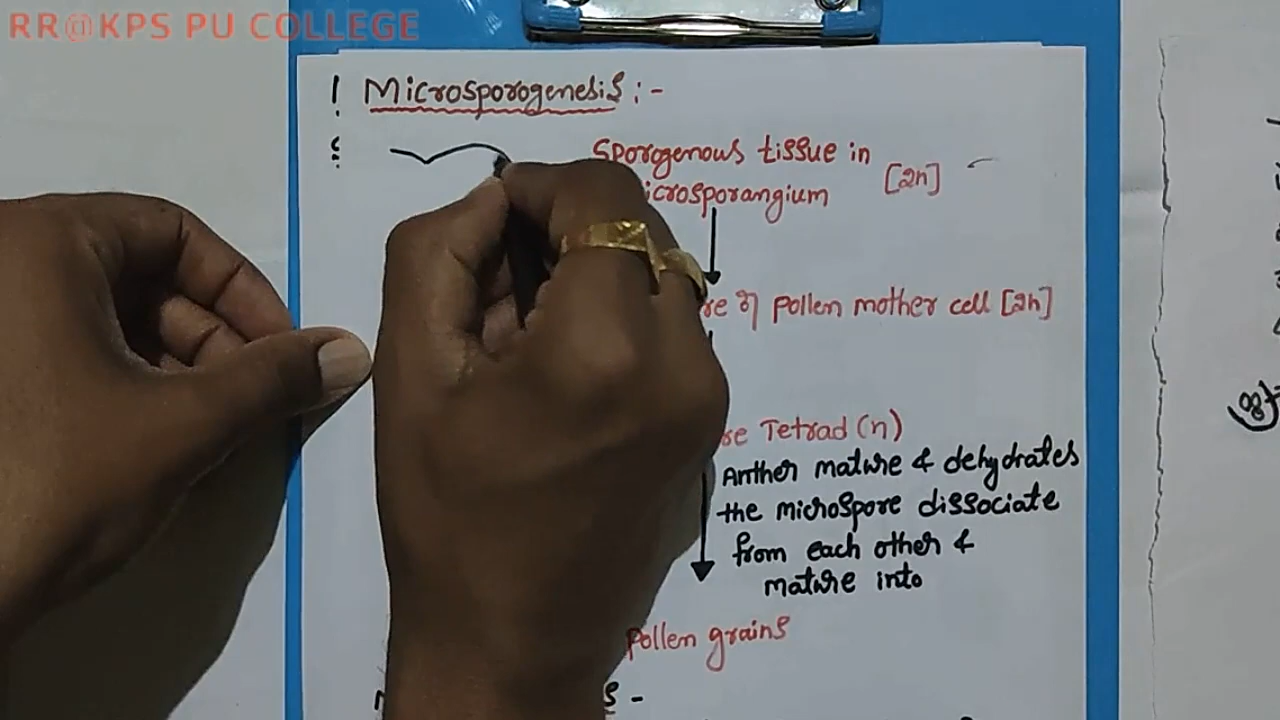 RR@KPS PU COLLEGE
! Microsporogenesis :-
Sporogenous tissue in
icrosporangium [2n]
re of pollen mother cell [2n]
re Tetrad (n)
Anther mature & dehydrates
the microspore dissociate
from each other &
mature into
pollen grains